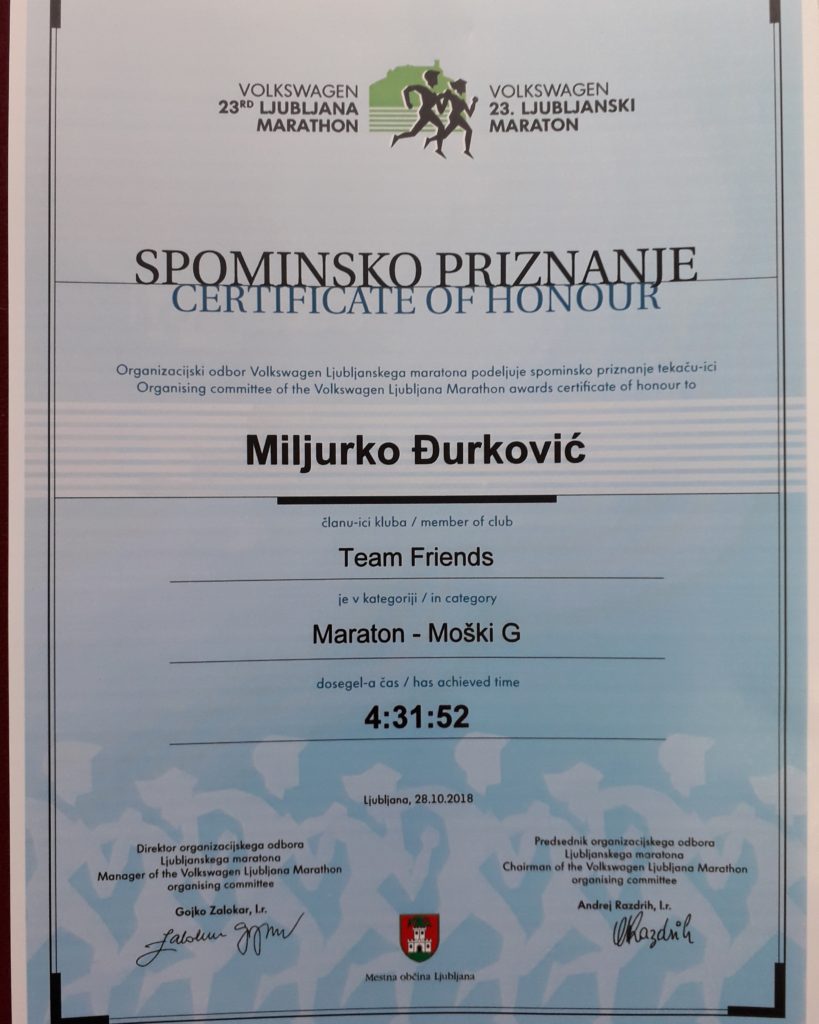 VOLKSWAGEN
23RD LJUBLJANA
MARATHON
VOLKSWAGEN
23. LJUBLJANSKI
MARATON
SPOMINSKO PRIZNANJE
CERTIFICATE OF HONOUR
Organizacijski odbor Volkswagen Ljubljanskega maratona podeljuje spominsko priznanje tekaču-ici
Organising committee of the Volkswagen Ljubljana Marathon awards certificate of honour to
Miljurko Đurković
članu-ici kluba / member of club
Team Friends
je v kategoriji / in category
Maraton - Moški G
dosegel-a čas / has achieved time
4:31:52
Ljubljana, 28.10.2018
Direktor organizacijskega odbora
Ljubljanskega maratona
Manager of the Volkswagen Ljubljana Marathon
organising committee
Gojko Zalokar, l.r.
Predsednik organizacijskega odbora
Ljubljanskega maratona
Chairman of the Volkswagen Ljubljana Marathon
organising committee
Andrej Razdrih, l.r.
Mestna občina Ljubljana